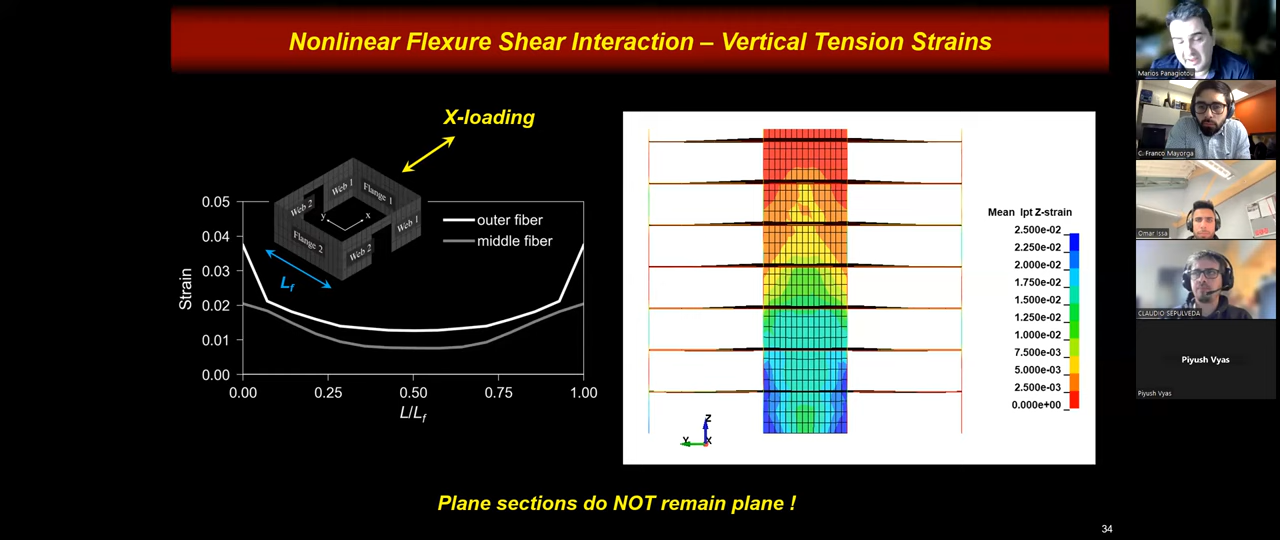 Nonlinear Flexure Shear Interaction – Vertical Tension Strains
X-loading
0.05
0.04
0.03
0.02
0.01
0.00
Strain
0.00
0.25
0.50
0.75
1.00
L/Lf
outer fiber
middle fiber
Web 1
Flange 1
Web 2
Web 1
Flange 2
Web 2
y
x
Lf
Mean Ipt Z-strain
2.500e-02
2.250e-02
2.000e-02
1.750e-02
1.500e-02
1.250e-02
1.000e-02
7.500e-03
5.000e-03
2.500e-03
0.000e+00
Z
Y
X
Plane sections do NOT remain plane !
34
Marios Panagiotou
C. Franco Mayorga
Omar Issa
CLAUDIO SEPULVEDA
Piyush Vyas
Piyush Vyas